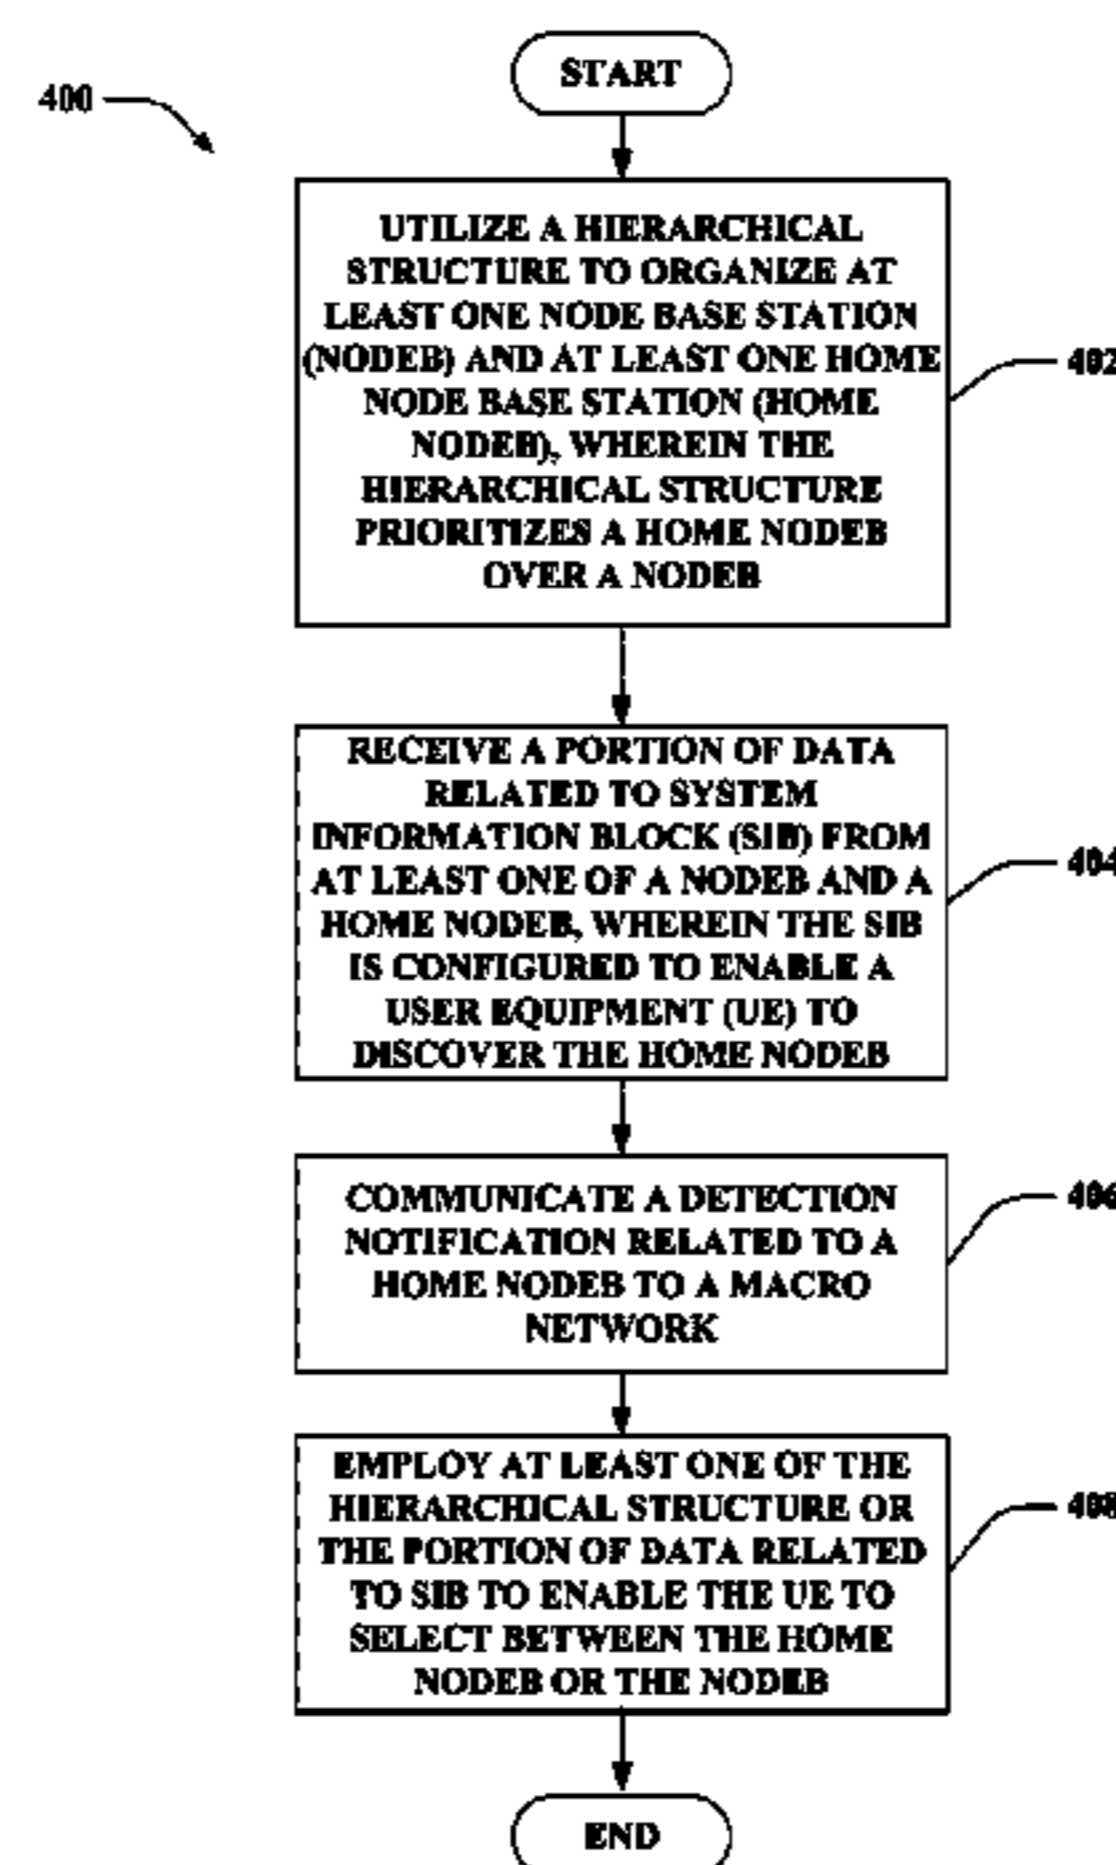 400
START
UTILIZE A HIERARCHICAL
STRUCTURE TO ORGANIZE AT
LEAST ONE NODE BASE STATION
(NODEB) AND AT LEAST ONE HOME
NODE BASE STATION (HOME
NODEB), WHEREIN THE
HIERARCHICAL STRUCTURE
PRIORITIZES A HOME NODEB
OVER A NODEB
402
RECEIVE A PORTION OF DATA
RELATED TO SYSTEM
INFORMATION BLOCK (SIB) FROM
AT LEAST ONE OF A NODEB AND A
HOME NODEB, WHEREIN THE SIB
IS CONFIGURED TO ENABLE A
USER EQUIPMENT (UE) TO
DISCOVER THE HOME NODEB
404
COMMUNICATE A DETECTION
NOTIFICATION RELATED TO A
HOME NODEB TO A MACRO
NETWORK
406
EMPLOY AT LEAST ONE OF THE
HIERARCHICAL STRUCTURE OR
THE PORTION OF DATA RELATED
TO SIB TO ENABLE THE UE TO
SELECT BETWEEN THE HOME
NODEB OR THE NODEB
408
END